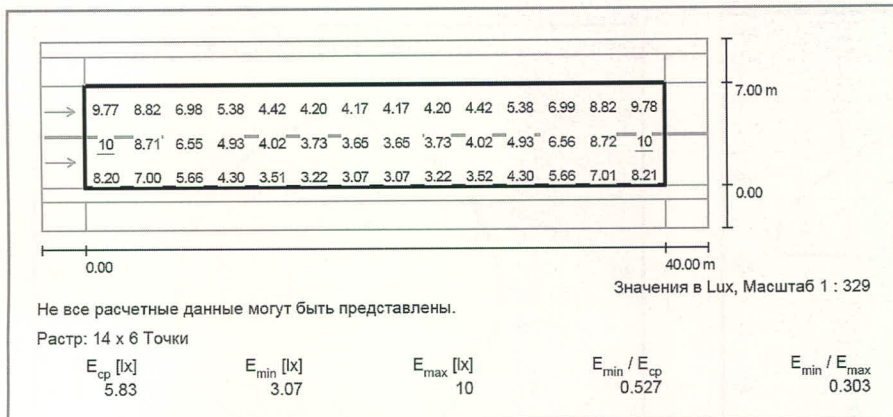 7.00 m
9.77 8.82 6.98 5.38 4.42 4.20 4.17 4.17 4.20 4.42 5.38 6.99 8.82 9.78
10 8.71 6.55 4.93 4.02 3.73 3.65 3.65 3.73 4.02 4.93 6.56 8.72 10
8.20 7.00 5.66 4.30 3.51 3.22 3.07 3.07 3.22 3.52 4.30 5.66 7.01 8.21
0.00
0.00 40.00 m
Значения в Lux, Масштаб 1 : 329
Не все расчетные данные могут быть представлены.
Растр: 14 x 6 Точки
Eср [lx] Emin [lx] Emax [lx] Emin / Eср Emin / Emax
5.83 3.07 10 0.527 0.303